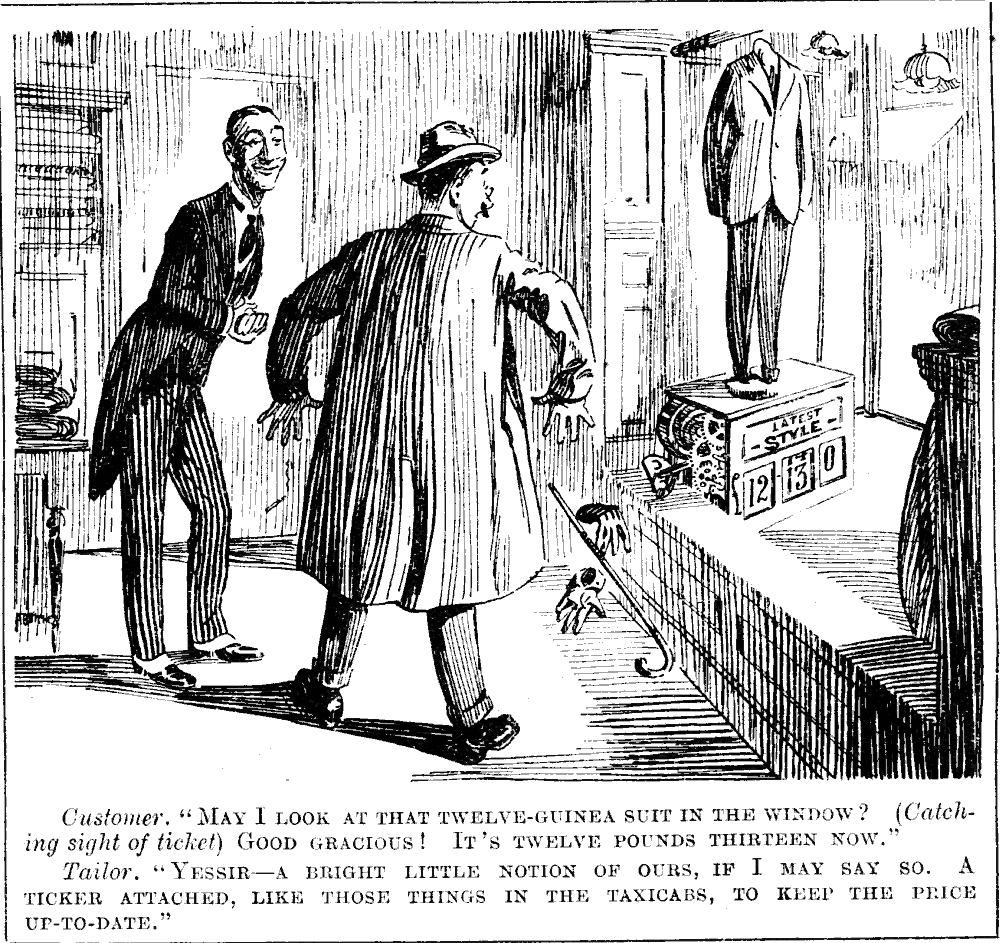 LATEST
-STYLE-
£ 12 13 0
Customer. “MAY I LOOK AT THAT TWELVE-GUINEA SUIT IN THE WINDOW? (Catch-
ing sight of ticket) GOOD GRACIOUS! IT'S TWELVE POUNDS THIRTEEN NOW.”
Tailor. “YESSIR—A BRIGHT LITTLE NOTION OF OURS, IF I MAY SAY SO. A
TICKER ATTACHED, LIKE THOSE THINGS IN THE TAXICABS, TO KEEP THE PRICE
UP-TO-DATE.”